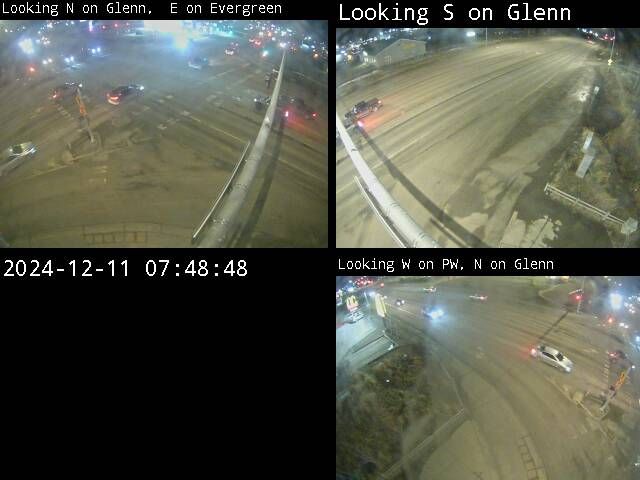 Looking N on Glenn,  E on Evergreen
Looking S on Glenn
2024-12-11 07:48:48
Looking W on PW, N on Glenn